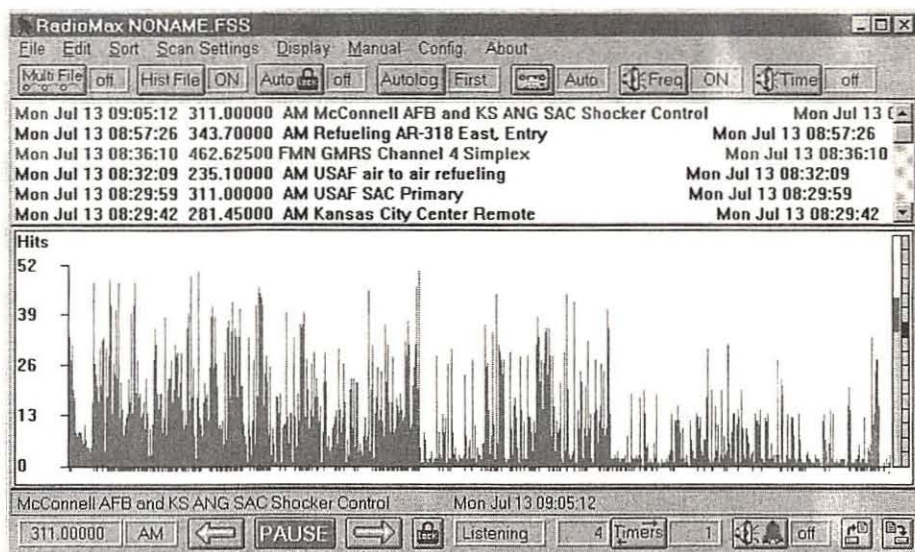 RadioMax NONAME.FSS
File Edit Sort Scan Settings Display Manual Config. About
Multi File off Hist File ON Auto off Autolog First Auto Freq ON Time off
Mon Jul 13 09:05:12 311.00000 AM McConnell AFB and KS ANG SAC Shocker Control Mon Jul 13
Mon Jul 13 08:57:26 343.70000 AM Refueling AR-318 East, Entry Mon Jul 13 08:57:26
Mon Jul 13 08:36:10 462.62500 FMN GMRS Channel 4 Simplex Mon Jul 13 08:36:10
Mon Jul 13 08:32:09 235.10000 AM USAF air to air refueling Mon Jul 13 08:32:09
Mon Jul 13 08:29:59 311.00000 AM USAF SAC Primary Mon Jul 13 08:29:59
Mon Jul 13 08:29:42 281.45000 AM Kansas City Center Remote Mon Jul 13 08:29:42
Hits
52
39
26
13
0
McConnell AFB and KS ANG SAC Shocker Control Mon Jul 13 09:05:12
311.00000 AM PAUSE Listening 4 Timers 1 off